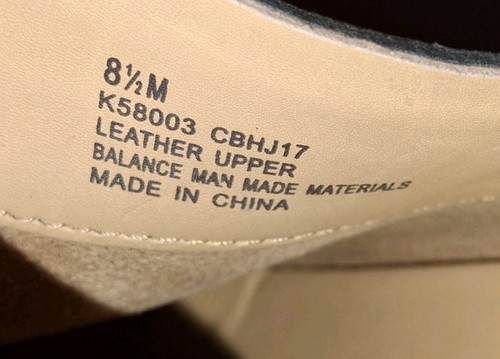 8½M
K58003 CBHJ17
LEATHER UPPER
BALANCE MAN MADE MATERIALS
MADE IN CHINA